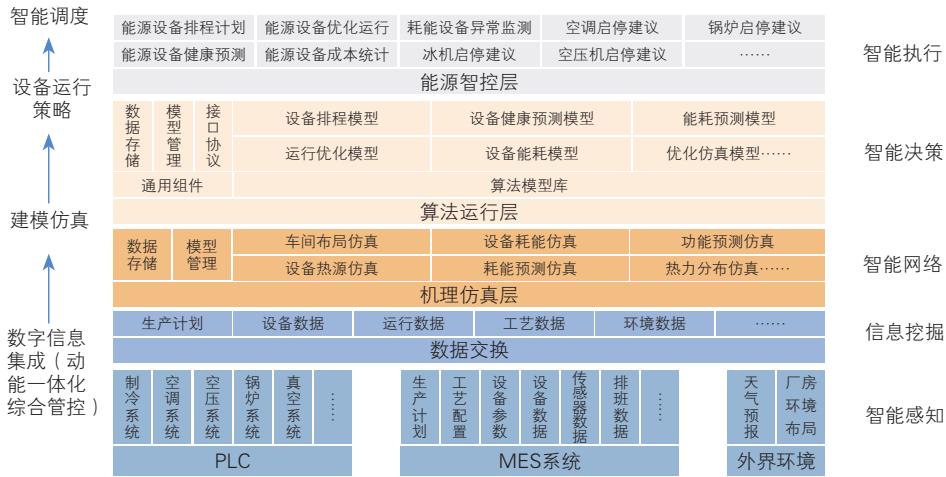 智能调度
设备运行
策略
建模仿真
数字信息
集成（动
能一体化
综合管控）
能源设备排程计划 能源设备优化运行 耗能设备异常监测 空调启停建议 锅炉启停建议
能源设备健康预测 能源设备成本统计 冰机启停建议 空压机启停建议 ……
能源智控层
数据存储 模型管理 接口协议
设备排程模型 设备健康预测模型 能耗预测模型
运行优化模型 设备能耗模型 优化仿真模型……
通用组件 算法模型库
算法运行层
数据存储 模型管理
车间布局仿真 设备耗能仿真 功能预测仿真
设备热源仿真 耗能预测仿真 热力分布仿真……
机理仿真层
生产计划 设备数据 运行数据 工艺数据 环境数据 ……
数据交换
制冷系统 空调系统 空压系统 锅炉系统 真空系统 ……
PLC
生产计划 工艺配置 设备参数 设备数据 传感器数据 排班数据 ……
MES系统
天气预报 厂房环境布局
外界环境
智能执行
智能决策
智能网络
信息挖掘
智能感知